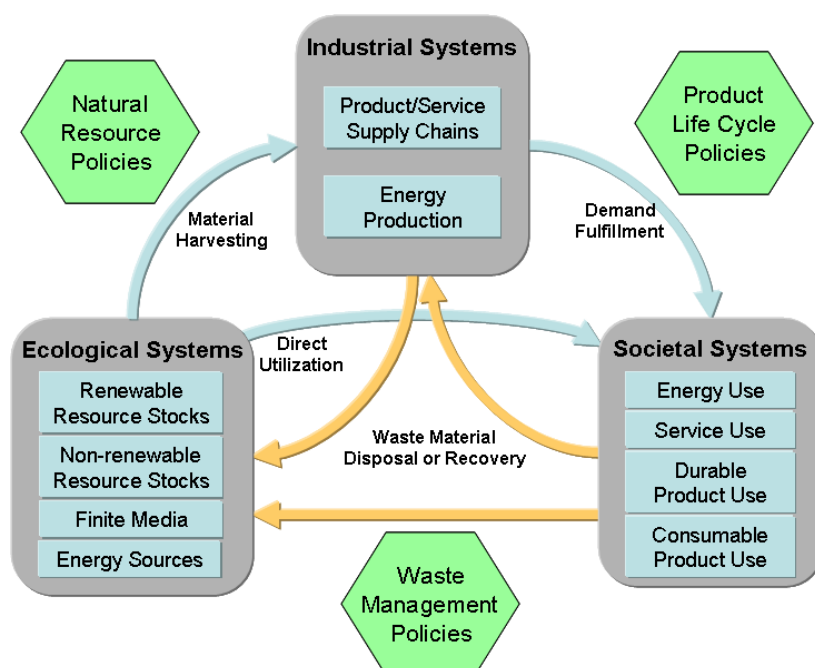 Industrial Systems
Product/Service
Supply Chains
Energy
Production
Natural
Resource
Policies
Product
Life Cycle
Policies
Material
Harvesting
Demand
Fulfillment
Ecological Systems
Renewable
Resource Stocks
Non-renewable
Resource Stocks
Finite Media
Energy Sources
Direct
Utilization
Waste Material
Disposal or Recovery
Societal Systems
Energy Use
Service Use
Durable
Product Use
Consumable
Product Use
Waste
Management
Policies